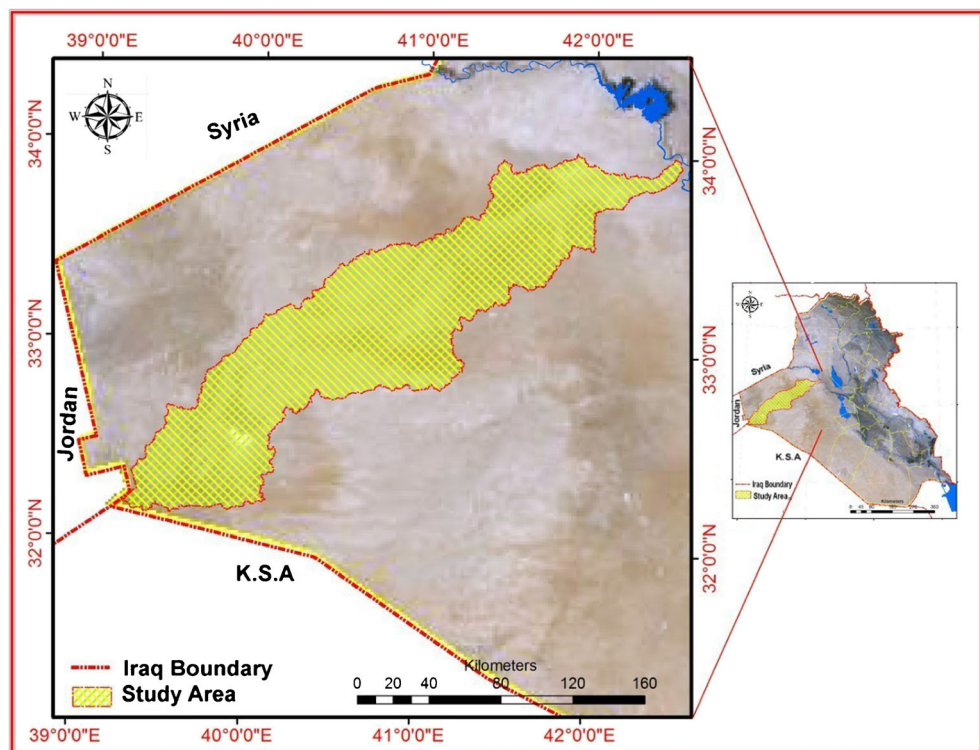 39°0'0"E 40°0'0"E 41°0'0"E 42°0'0"E
N
W E
S
Syria
34°0'0"N
34°0'0"N
33°0'0"N
33°0'0"N
Jordan
32°0'0"N
32°0'0"N
K.S.A
Iraq Boundary
Study Area
Kilometers
0 20 40 80 120 160
39°0'0"E 40°0'0"E 41°0'0"E 42°0'0"E
Syria
Jordan
K.S.A
Iraq Boundary
Study Area
Kilometers